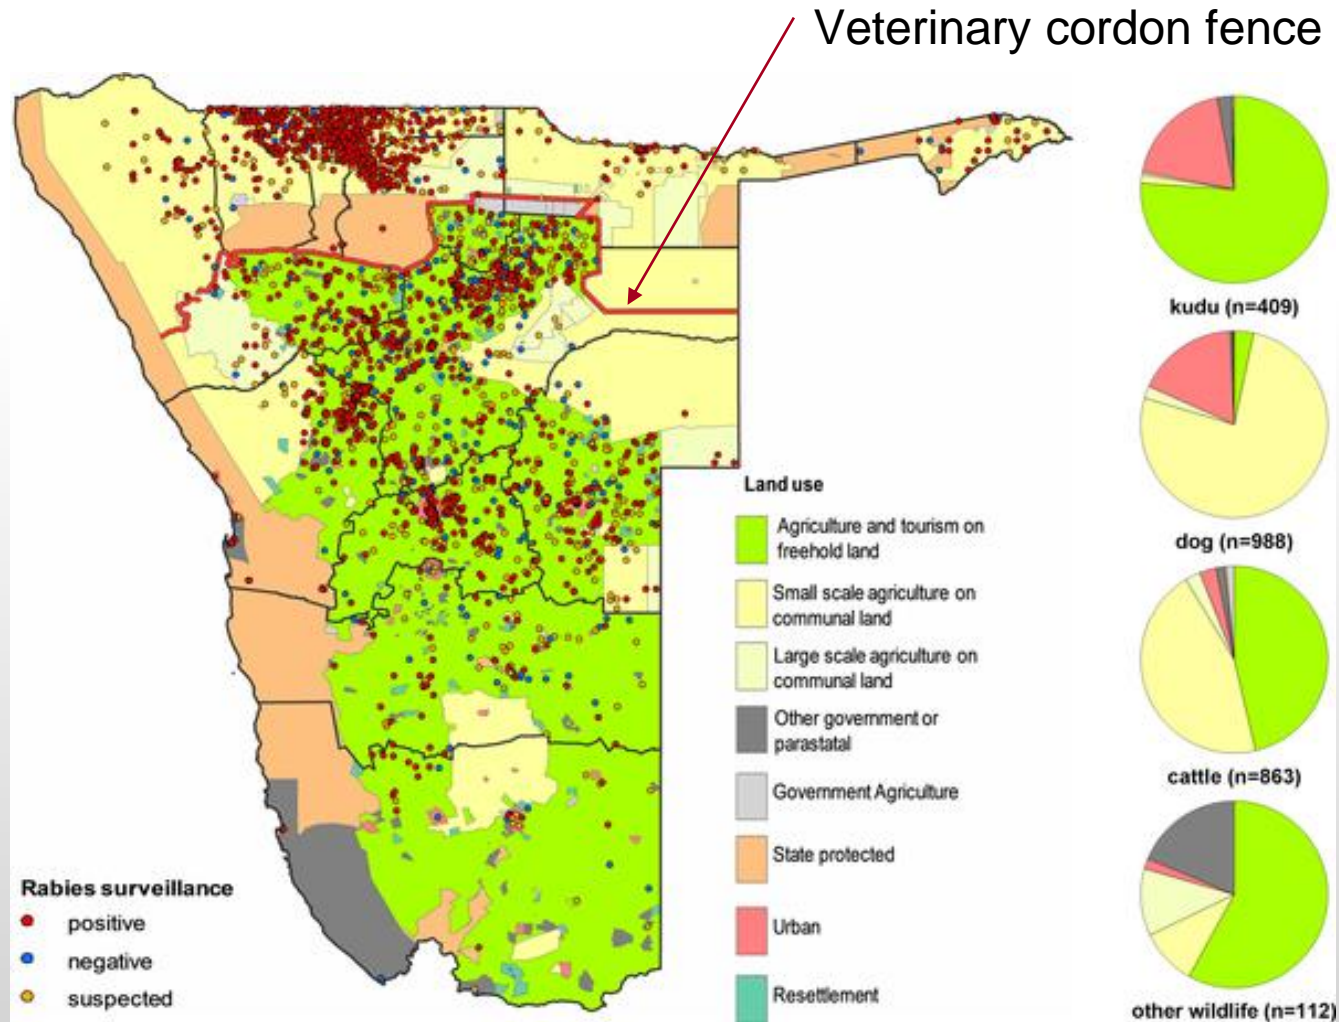 Veterinary cordon fence
kudu (n=409)
dog (n=988)
cattle (n=863)
other wildlife (n=112)
Land use
Agriculture and tourism on
freehold land
Small scale agriculture on
communal land
Large scale agriculture on
communal land
Other government or
parastatal
Government Agriculture
State protected
Urban
Resettlement
Rabies surveillance
positive
negative
suspected